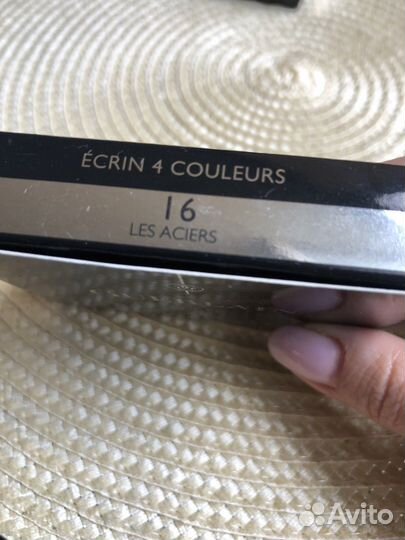 ÉCRIN 4 COULEURS
16
LES ACIERS
Avito